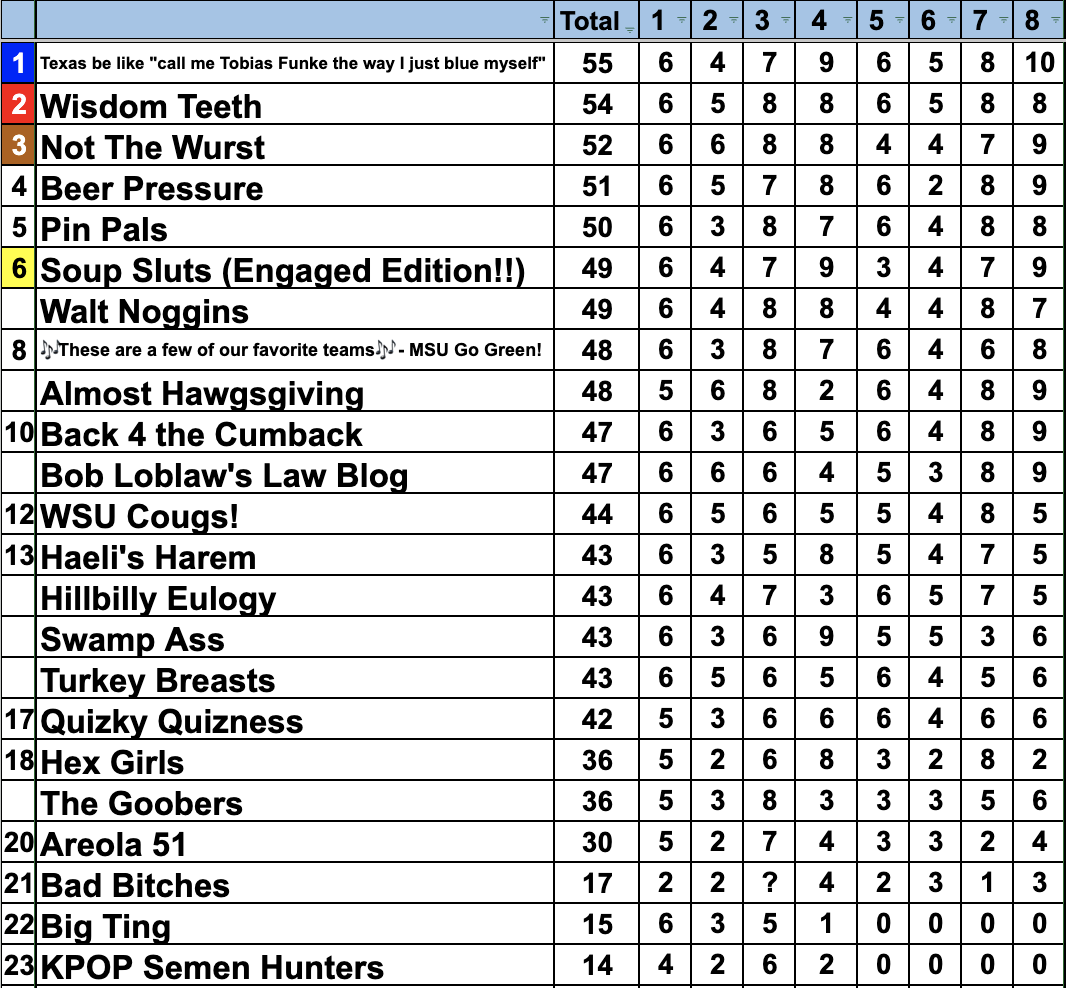 Total 1 2 3 4 5 6 7 8
1 Texas be like "call me Tobias Funke the way I just blue myself" 55 6 4 7 9 6 5 8 10
2 Wisdom Teeth 54 6 5 8 8 6 5 8 8
3 Not The Wurst 52 6 6 8 8 4 4 7 9
4 Beer Pressure 51 6 5 7 8 6 2 8 9
5 Pin Pals 50 6 3 8 7 6 4 8 8
6 Soup Sluts (Engaged Edition!!) 49 6 4 7 9 3 4 7 9
Walt Noggins 49 6 4 8 8 4 4 8 7
8 🎶These are a few of our favorite teams🎶 - MSU Go Green! 48 6 3 8 7 6 4 6 8
Almost Hawgsgiving 48 5 6 8 2 6 4 8 9
10 Back 4 the Cumback 47 6 3 6 5 6 4 8 9
Bob Loblaw's Law Blog 47 6 6 6 4 5 3 8 9
12 WSU Cougs! 44 6 5 6 5 5 4 8 5
13 Haeli's Harem 43 6 3 5 8 5 4 7 5
Hillbilly Eulogy 43 6 4 7 3 6 5 7 5
Swamp Ass 43 6 3 6 9 5 5 3 6
Turkey Breasts 43 6 5 6 5 6 4 5 6
17 Quizky Quizness 42 5 3 6 6 6 4 6 6
18 Hex Girls 36 5 2 6 8 3 2 8 2
The Goobers 36 5 3 8 3 3 3 5 6
20 Areola 51 30 5 2 7 4 3 3 2 4
21 Bad Bitches 17 2 2 ? 4 2 3 1 3
22 Big Ting 15 6 3 5 1 0 0 0 0
23 KPOP Semen Hunters 14 4 2 6 2 0 0 0 0